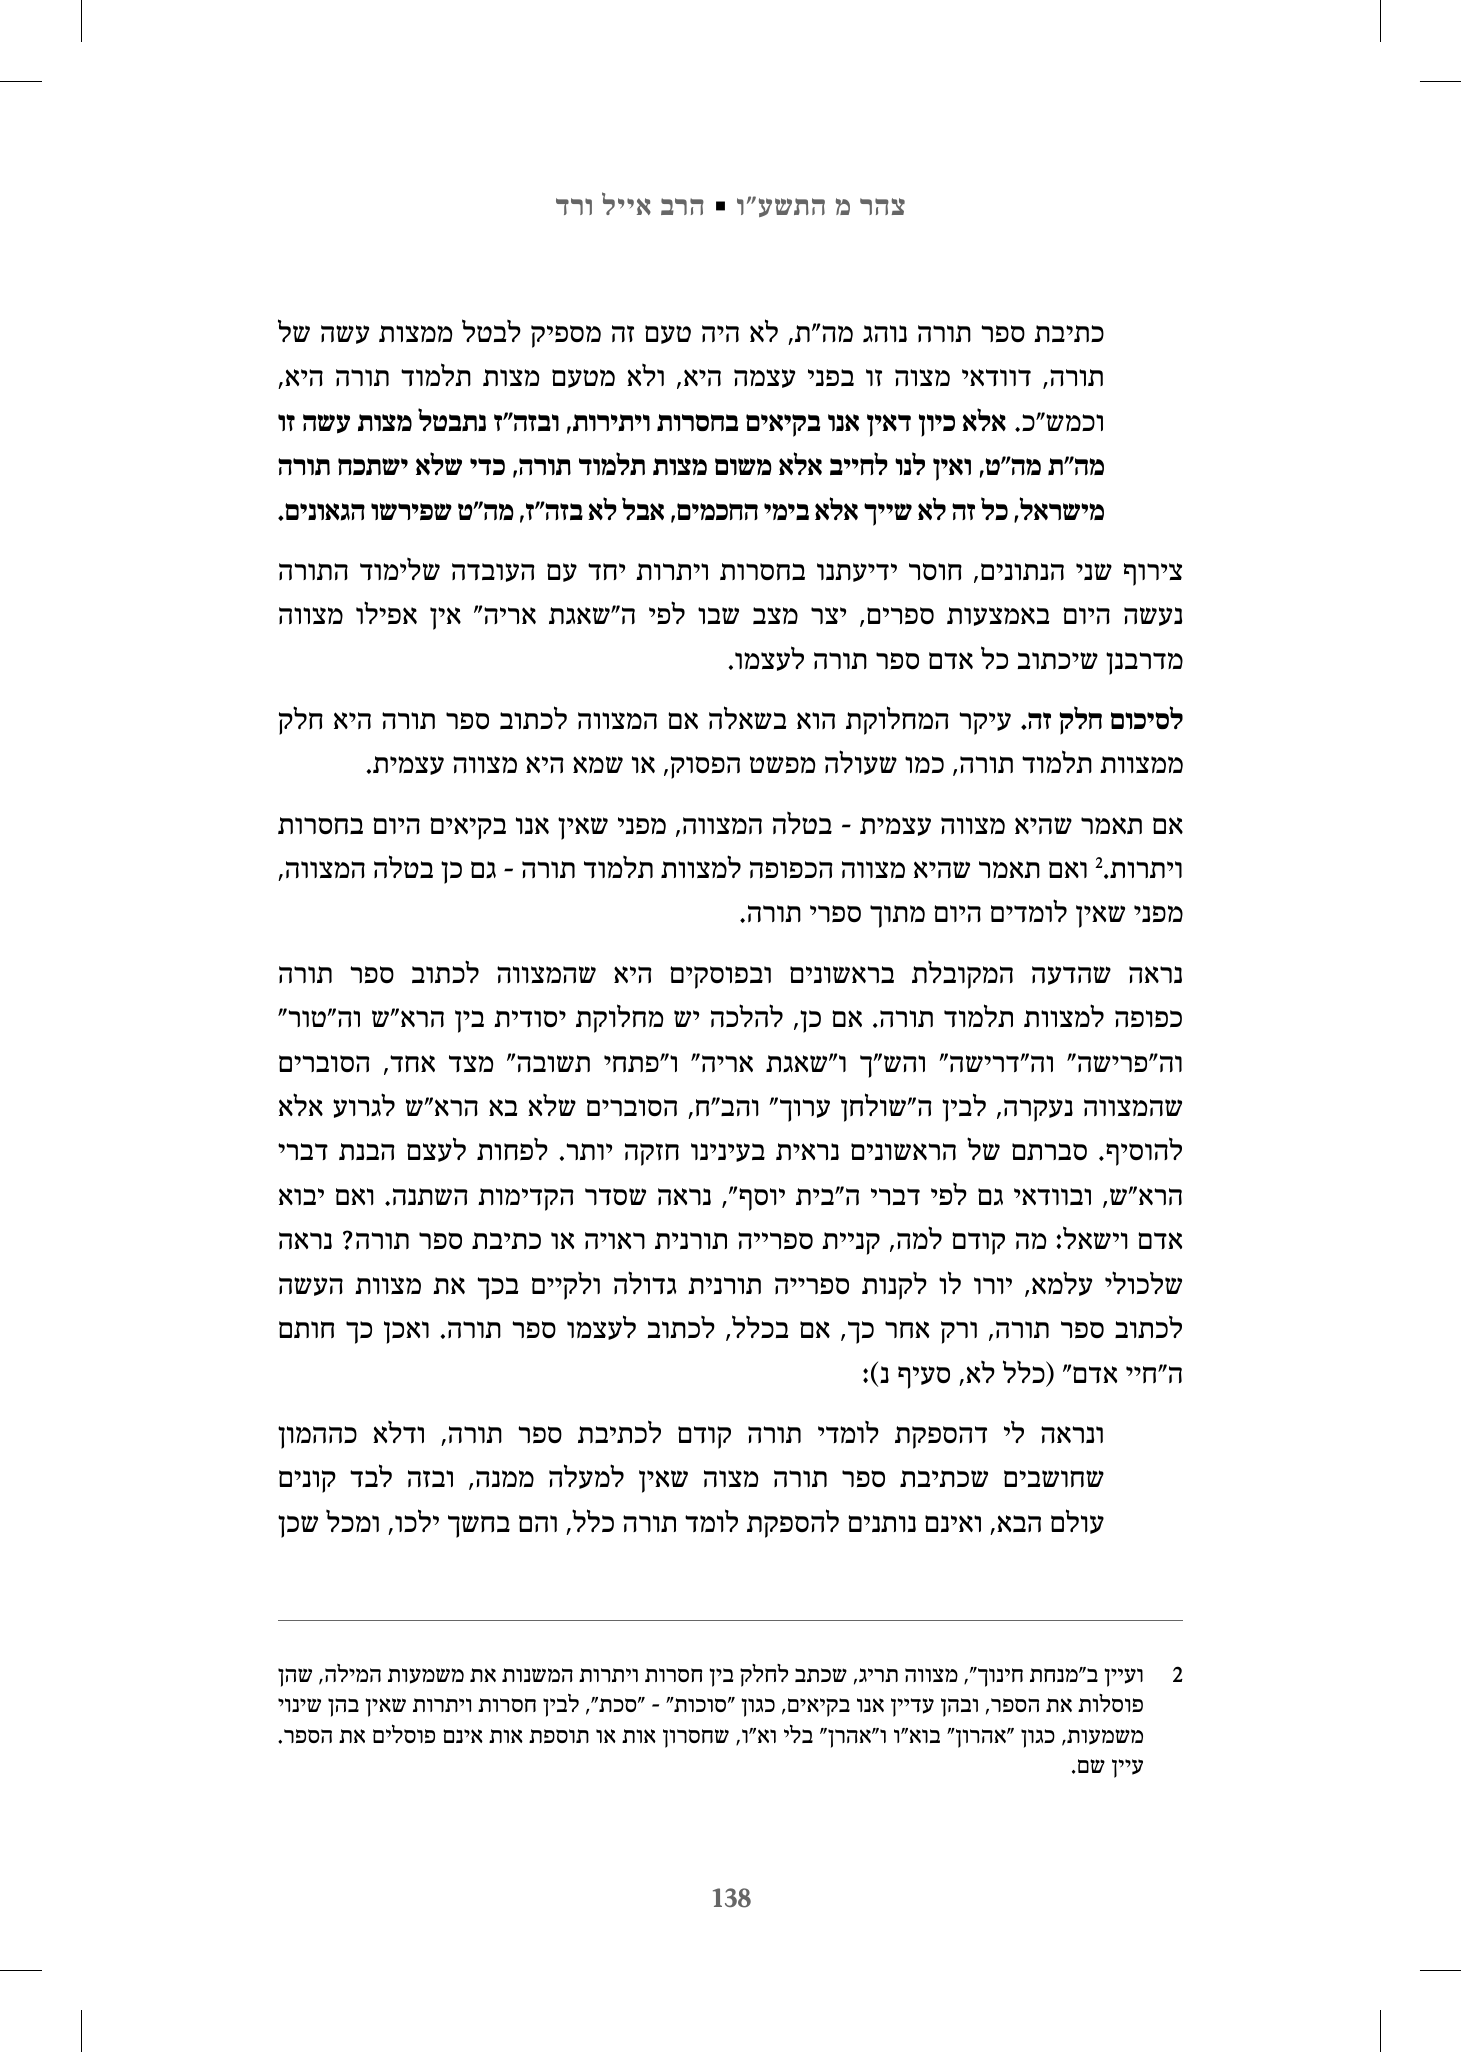 צהר מ התשע"ו ▪ הרב אייל ורד
כתיבת ספר תורה נוהג מה"ת, לא היה טעם זה מספיק לבטל ממצות עשה של
תורה, דוודאי מצוה זו בפני עצמה היא, ולא מטעם מצות תלמוד תורה היא,
וכמש"כ. אלא כיון דאין אנו בקיאים בחסרות ויתירות, ובזה"ז נתבטל מצות עשה זו
מה"ת מה"ט, ואין לנו לחייב אלא משום מצות תלמוד תורה, כדי שלא ישתכח תורה
מישראל, כל זה לא שייך אלא בימי החכמים, אבל לא בזה"ז, מה"ט שפירשו הגאונים.
צירוף שני הנתונים, חוסר ידיעתנו בחסרות ויתרות יחד עם העובדה שלימוד התורה
נעשה היום באמצעות ספרים, יצר מצב שבו לפי ה"שאגת אריה" אין אפילו מצווה
מדרבנן שיכתוב כל אדם ספר תורה לעצמו.
לסיכום חלק זה. עיקר המחלוקת הוא בשאלה אם המצווה לכתוב ספר תורה היא חלק
ממצוות תלמוד תורה, כמו שעולה מפשט הפסוק, או שמא היא מצווה עצמית.
אם תאמר שהיא מצווה עצמית - בטלה המצווה, מפני שאין אנו בקיאים היום בחסרות
ויתרות.2 ואם תאמר שהיא מצווה הכפופה למצוות תלמוד תורה - גם כן בטלה המצווה,
מפני שאין לומדים היום מתוך ספרי תורה.
נראה שהדעה המקובלת בראשונים ובפוסקים היא שהמצווה לכתוב ספר תורה
כפופה למצוות תלמוד תורה. אם כן, להלכה יש מחלוקת יסודית בין הרא"ש וה"טור"
וה"פרישה" וה"דרישה" והש"ך ו"שאגת אריה" ו"פתחי תשובה" מצד אחד, הסוברים
שהמצווה נעקרה, לבין ה"שולחן ערוך" והב"ח, הסוברים שלא בא הרא"ש לגרוע אלא
להוסיף. סברתם של הראשונים נראית בעינינו חזקה יותר. לפחות לעצם הבנת דברי
הרא"ש, ובוודאי גם לפי דברי ה"בית יוסף", נראה שסדר הקדימות השתנה. ואם יבוא
אדם וישאל: מה קודם למה, קניית ספרייה תורנית ראויה או כתיבת ספר תורה? נראה
שלכולי עלמא, יורו לו לקנות ספרייה תורנית גדולה ולקיים בכך את מצוות העשה
לכתוב ספר תורה, ורק אחר כך, אם בכלל, לכתוב לעצמו ספר תורה. ואכן כך חותם
ה"חיי אדם" (כלל לא, סעיף נ):
ונראה לי דהספקת לומדי תורה קודם לכתיבת ספר תורה, ודלא כההמון
שחושבים שכתיבת ספר תורה מצוה שאין למעלה ממנה, ובזה לבד קונים
עולם הבא, ואינם נותנים להספקת לומד תורה כלל, והם בחשך ילכו, ומכל שכן
2 ועיין ב"מנחת חינוך", מצווה תריג, שכתב לחלק בין חסרות ויתרות המשנות את משמעות המילה, שהן
פוסלות את הספר, ובהן עדיין אנו בקיאים, כגון "סוכות" - "סכת", לבין חסרות ויתרות שאין בהן שינוי
משמעות, כגון "אהרון" בוא"ו ו"אהרן" בלי וא"ו, שחסרון אות או תוספת אות אינם פוסלים את הספר.
עיין שם.
138